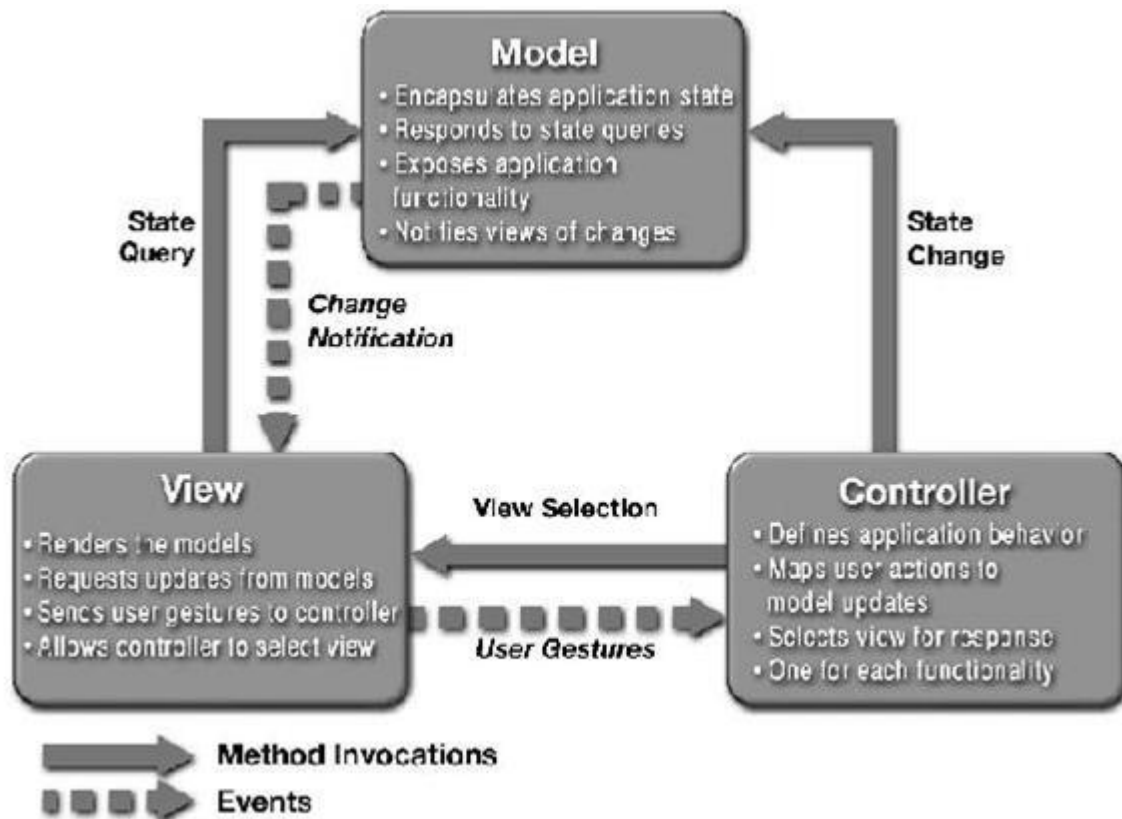 Model
• Encapsulates application state
• Responds to state queries
• Exposes application
functionality
• Notifies views of changes
State
Query
State
Change
Change
Notification
View
• Renders the models
• Requests updates from models
• Sends user gestures to controller
• Allows controller to select view
View Selection
User Gestures
Controller
• Defines application behavior
• Maps user actions to
model updates
• Selects view for response
• One for each functionality
Method Invocations
Events